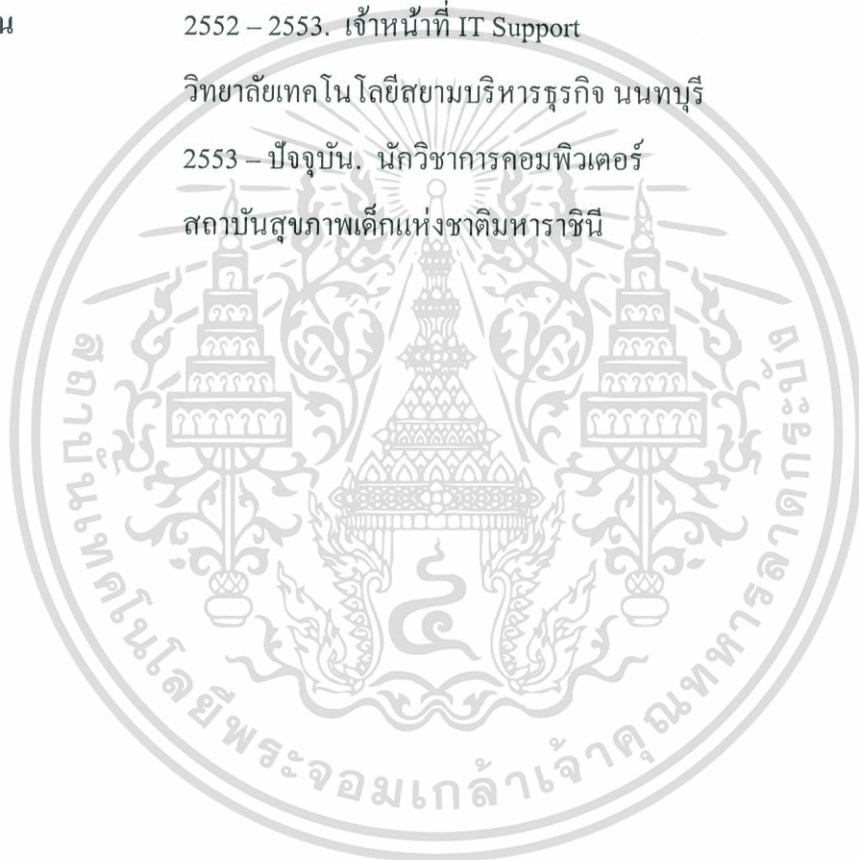 น 2552 – 2553. เจ้าหน้าที่ IT Support
วิทยาลัยเทคโนโลยีสยามบริหารธุรกิจ นนทบุรี
2553 – ปัจจุบัน. นักวิชาการคอมพิวเตอร์
สถาบันสุขภาพเด็กแห่งชาติมหาราชินี
สถาบันเทคโนโลยีพระจอมเกล้าเจ้าคุณทหารลาดกระบัง
๔